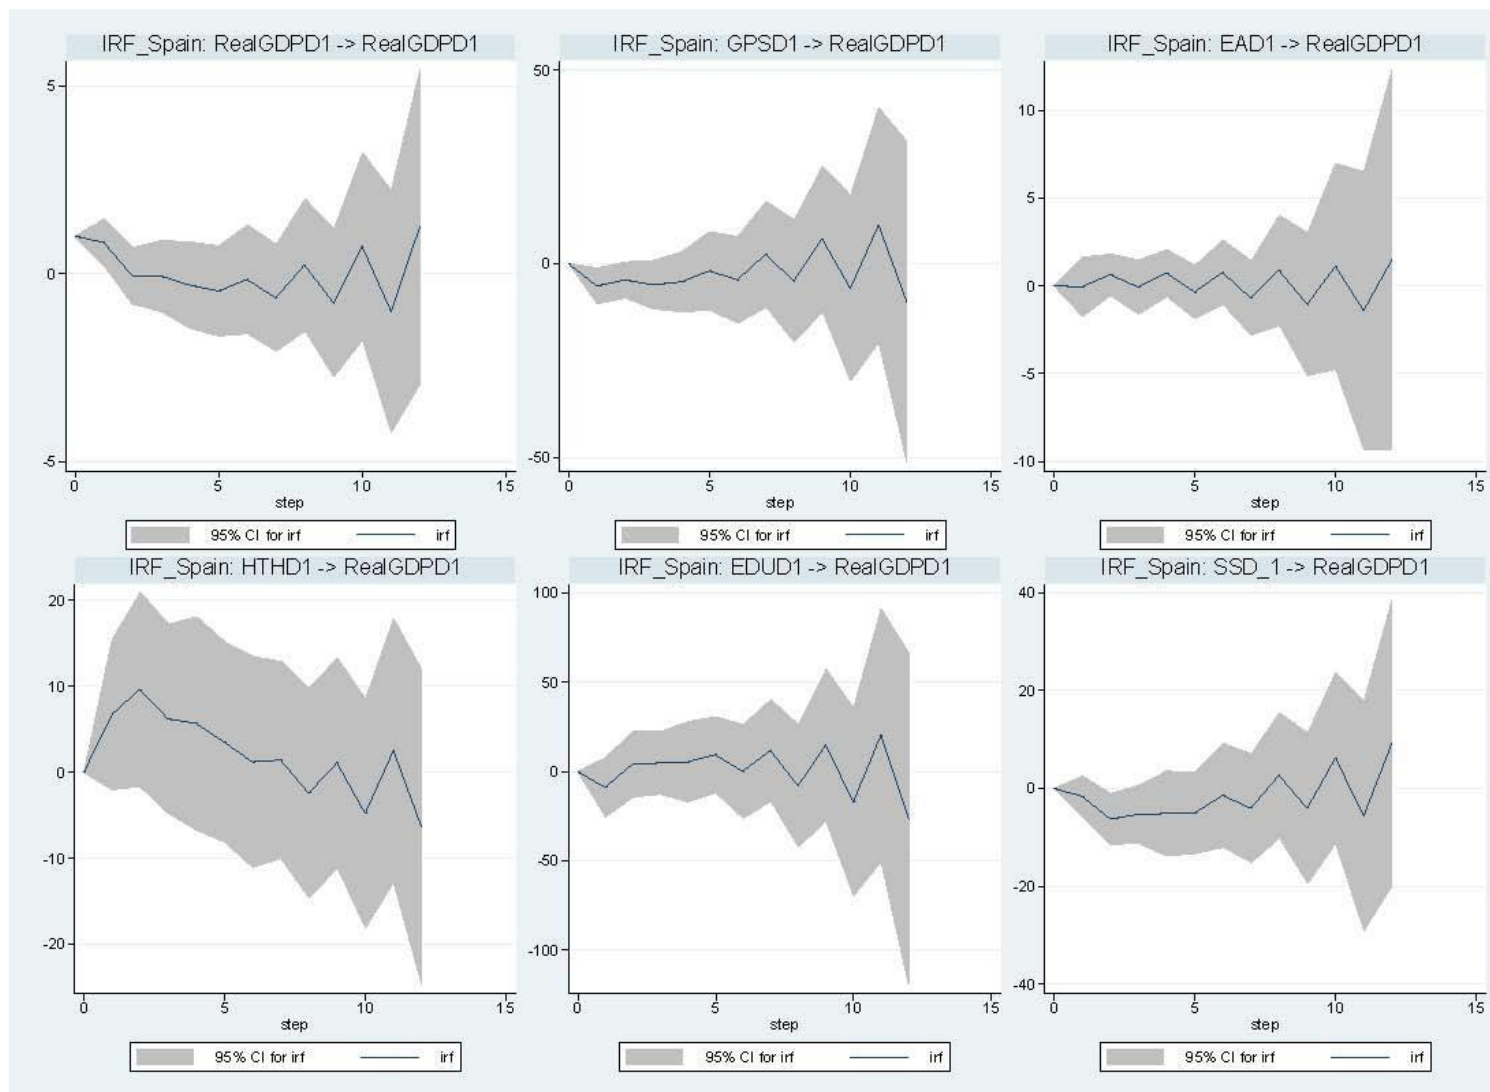 IRF_Spain: RealGDPD1 -> RealGDPD1
5
0
-5
0 5 10 15
step
95% CI for irf irf
IRF_Spain: GPSD1 -> RealGDPD1
50
0
-50
0 5 10 15
step
95% CI for irf irf
IRF_Spain: EAD1 -> RealGDPD1
10
5
0
-5
-10
0 5 10 15
step
95% CI for irf irf
IRF_Spain: HTHD1 -> RealGDPD1
20
10
0
-10
-20
0 5 10 15
step
95% CI for irf irf
IRF_Spain: EDUD1 -> RealGDPD1
100
50
0
-50
-100
0 5 10 15
step
95% CI for irf irf
IRF_Spain: SSD_1 -> RealGDPD1
40
20
0
-20
-40
0 5 10 15
step
95% CI for irf irf